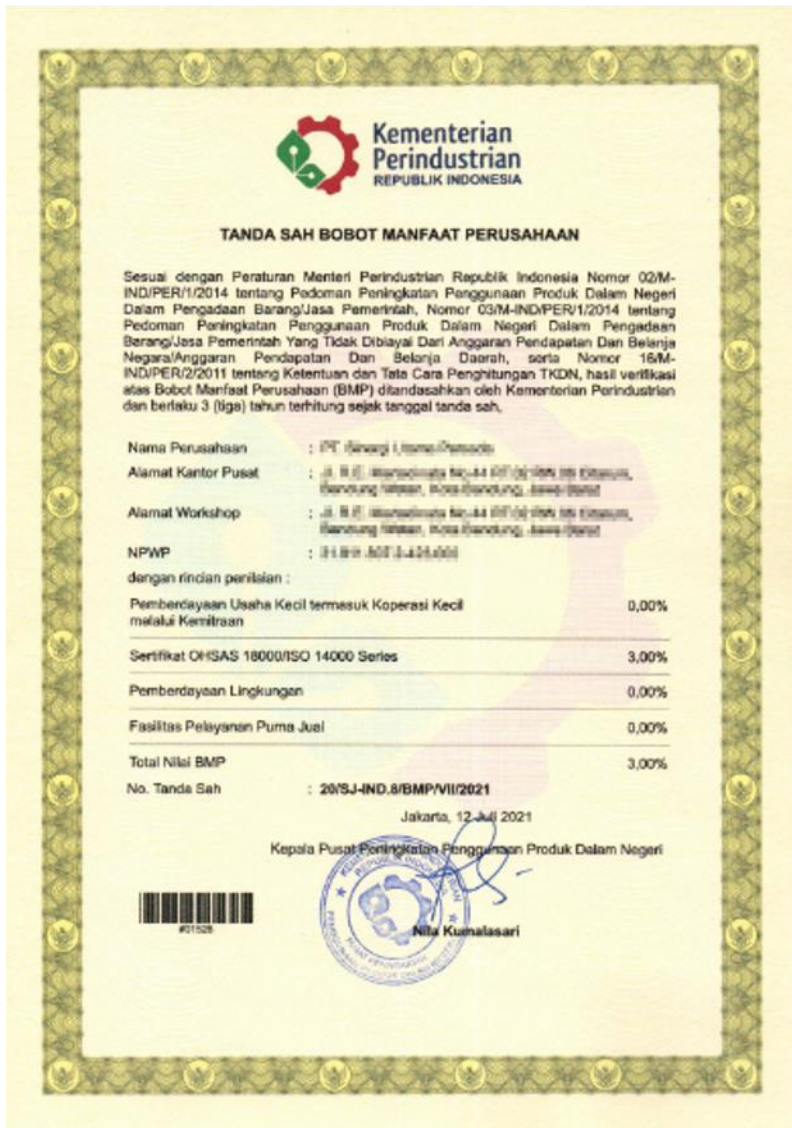 Kementerian
Perindustrian
REPUBLIK INDONESIA
TANDA SAH BOBOT MANFAAT PERUSAHAAN
Sesuai dengan Peraturan Menteri Perindustrian Republik Indonesia Nomor 02/M-
IND/PER/1/2014 tentang Pedoman Peningkatan Penggunaan Produk Dalam Negeri
Dalam Pengadaan Barang/Jasa Pemerintah, Nomor 03/M-IND/PER/1/2014 tentang
Pedoman Peningkatan Penggunaan Produk Dalam Negeri Dalam Pengadaan
Barang/Jasa Pemerintah Yang Tidak Dibiayai Dari Anggaran Pendapatan Dan Belanja
Negara/Anggaran Pendapatan Dan Belanja Daerah, serta Nomor 16/M-
IND/PER/2/2011 tentang Ketentuan dan Tata Cara Penghitungan TKDN, hasil verifikasi
atas Bobot Manfaat Perusahaan (BMP) ditandasahkan oleh Kementerian Perindustrian
dan berlaku 3 (tiga) tahun terhitung sejak tanggal tanda sah,
Nama Perusahaan : PT
Alamat Kantor Pusat :
Alamat Workshop :
NPWP :
dengan rincian penilaian :
Pemberdayaan Usaha Kecil termasuk Koperasi Kecil 0,00%
melalui Kemitraan
Sertifikat OHSAS 18000/ISO 14000 Series 3,00%
Pemberdayaan Lingkungan 0,00%
Fasilitas Pelayanan Purna Jual 0,00%
Total Nilai BMP 3,00%
No. Tanda Sah : 20/SJ-IND.8/BMP/VII/2021
Jakarta, 12 Juli 2021
Kepala Pusat Peningkatan Penggunaan Produk Dalam Negeri
REPUBLIK INDONESIA
Nila Kumalasari
#01528